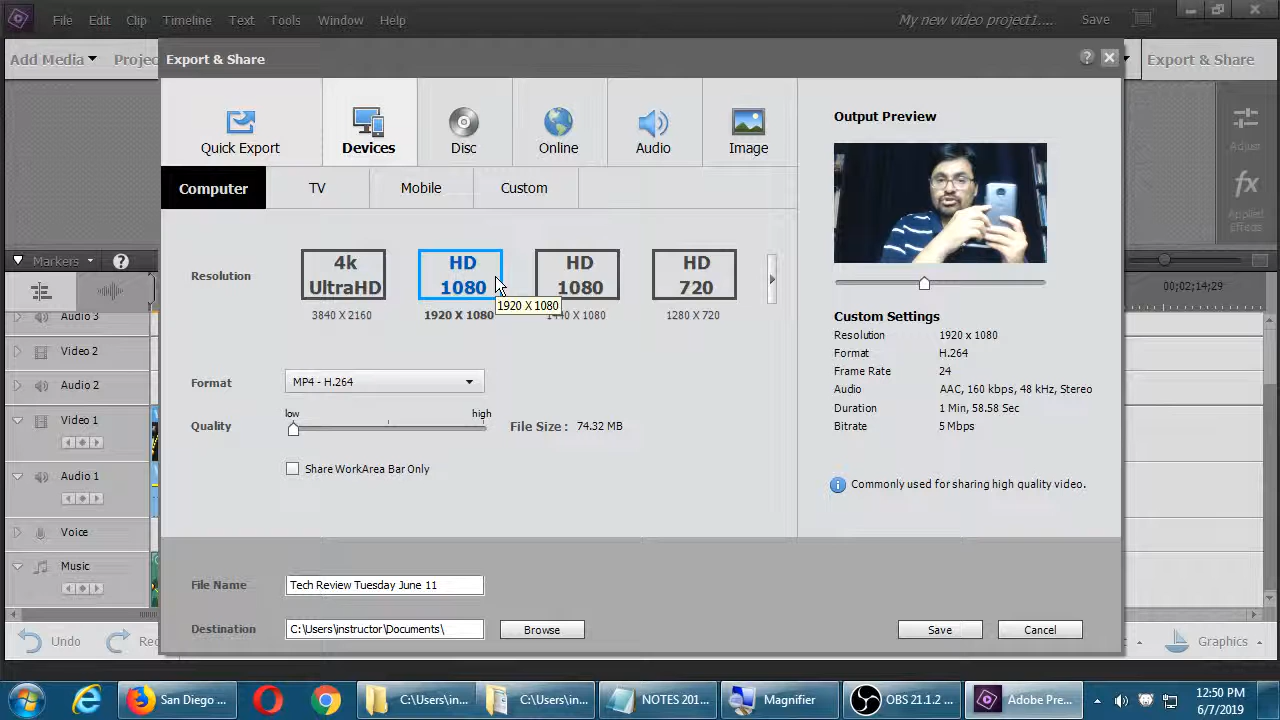 File Edit Clip Timeline Text Tools Window Help My new video project1.... Save
Add Media Projec Export & Share
Export & Share
Quick Export Devices Disc Online Audio Image
Computer TV Mobile Custom
Resolution
4k UltraHD
3840 X 2160
HD 1080
1920 X 1080
HD 1080
1440 X 1080
HD 720
1280 X 720
1920 X 1080
Format MP4 - H.264
low high
Quality File Size : 74.32 MB
Share WorkArea Bar Only
File Name Tech Review Tuesday June 11
Destination C:\Users\instructor\Documents\ Browse
Save Cancel
Output Preview
Custom Settings
Resolution 1920 x 1080
Format H.264
Frame Rate 24
Audio AAC, 160 kbps, 48 kHz, Stereo
Duration 1 Min, 58.58 Sec
Bitrate 5 Mbps
Commonly used for sharing high quality video.
Adjust
fx
Applied Effects
Markers
00;02;14;29
Audio 3
Video 2
Audio 2
Video 1
Audio 1
Voice
Music
Undo Rec
Graphics
San Diego ... C:\Users\in... C:\Users\in... NOTES 201... Magnifier OBS 21.1.2 ... Adobe Pre... 12:50 PM
6/7/2019